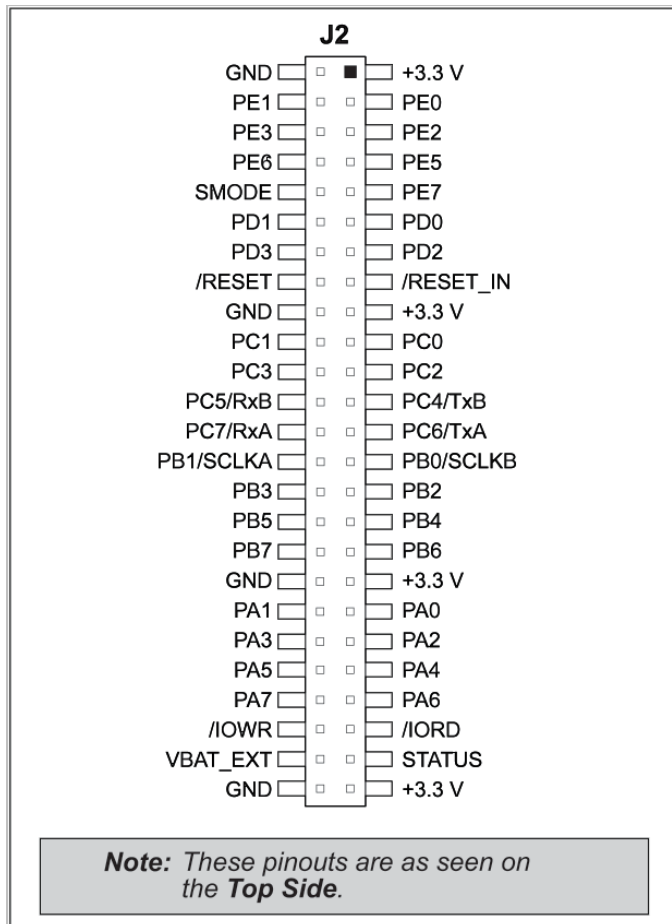 J2
GND +3.3 V
PE1 PE0
PE3 PE2
PE6 PE5
SMODE PE7
PD1 PD0
PD3 PD2
/RESET /RESET_IN
GND +3.3 V
PC1 PC0
PC3 PC2
PC5/RxB PC4/TxB
PC7/RxA PC6/TxA
PB1/SCLKA PB0/SCLKB
PB3 PB2
PB5 PB4
PB7 PB6
GND +3.3 V
PA1 PA0
PA3 PA2
PA5 PA4
PA7 PA6
/IOWR /IORD
VBAT_EXT STATUS
GND +3.3 V
Note: These pinouts are as seen on
the Top Side.